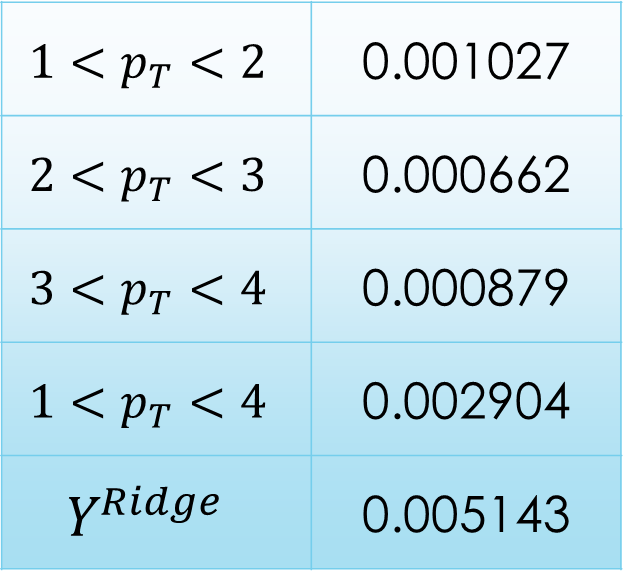 1 < p_T < 2 0.001027
2 < p_T < 3 0.000662
3 < p_T < 4 0.000879
1 < p_T < 4 0.002904
Y^{Ridge} 0.005143